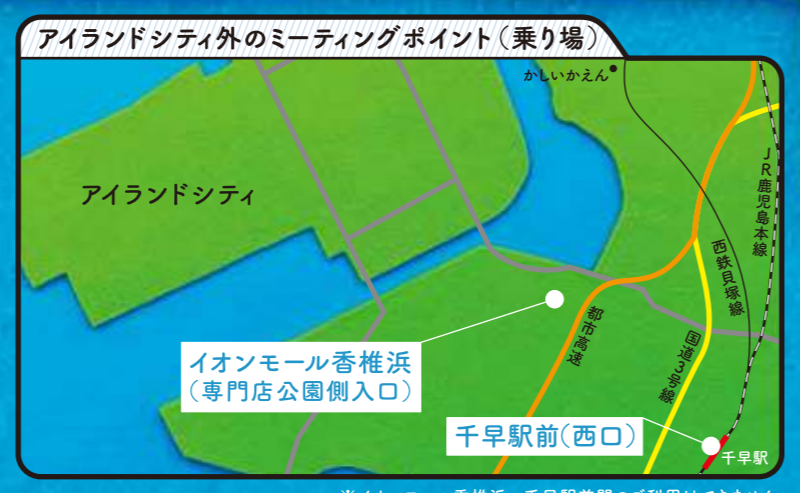 アイランドシティ外のミーティングポイント（乗り場）
かしいかえん
アイランドシティ
JR鹿児島本線
西鉄貝塚線
都市高速
国道3号線
イオンモール香椎浜
（専門店公園側入口）
千早駅前（西口）
千早駅